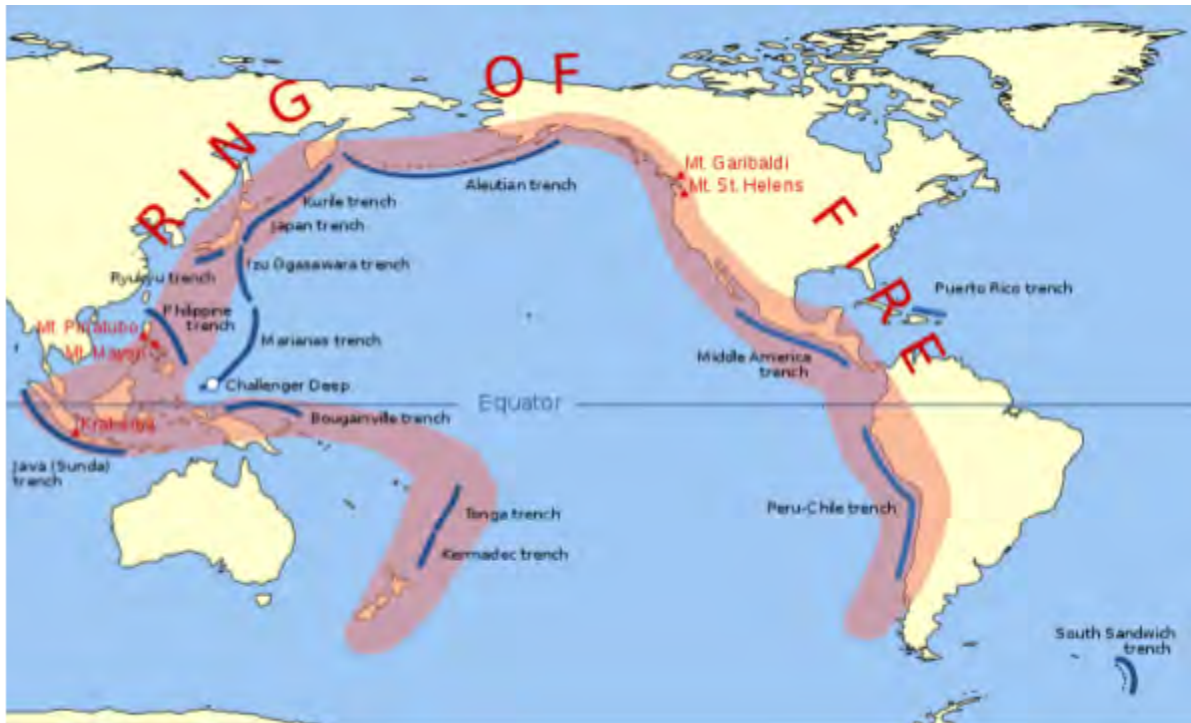 RING OF FIRE
Mt. Garibaldi
Mt. St. Helens
Aleutian trench
Kurile trench
Japan trench
Izu Ogasawara trench
Ryukyu trench
Puerto Rico trench
Philippine
trench
Mt. Pinatubo
Mt. Mayon
Marianas trench
Middle America
trench
Challenger Deep
Equator
Bougainville trench
Krakatoa
Java (Sunda)
trench
Tonga trench
Peru-Chile trench
Kermadec trench
South Sandwich
trench